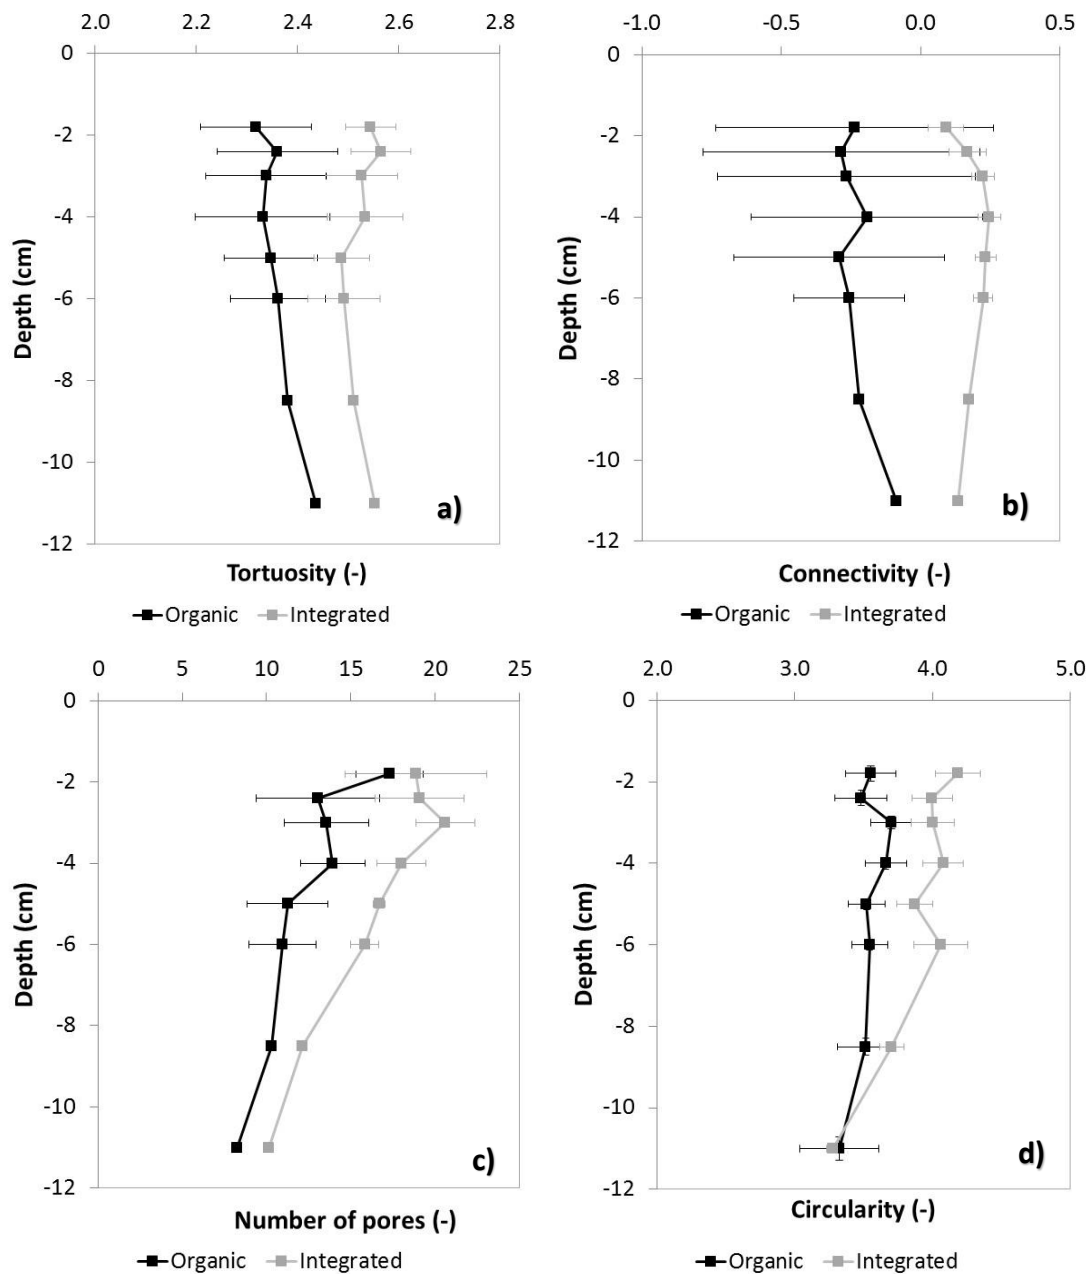 2.0 2.2 2.4 2.6 2.8
0
-2
-4
-6
-8
-10
-12
Depth (cm)
a)
Tortuosity (-)
Organic Integrated
-1.0 -0.5 0.0 0.5
0
-2
-4
-6
-8
-10
-12
Depth (cm)
b)
Connectivity (-)
Organic Integrated
0 5 10 15 20 25
0
-2
-4
-6
-8
-10
-12
Depth (cm)
c)
Number of pores (-)
Organic Integrated
2.0 3.0 4.0 5.0
0
-2
-4
-6
-8
-10
-12
Depth (cm)
d)
Circularity (-)
Organic Integrated